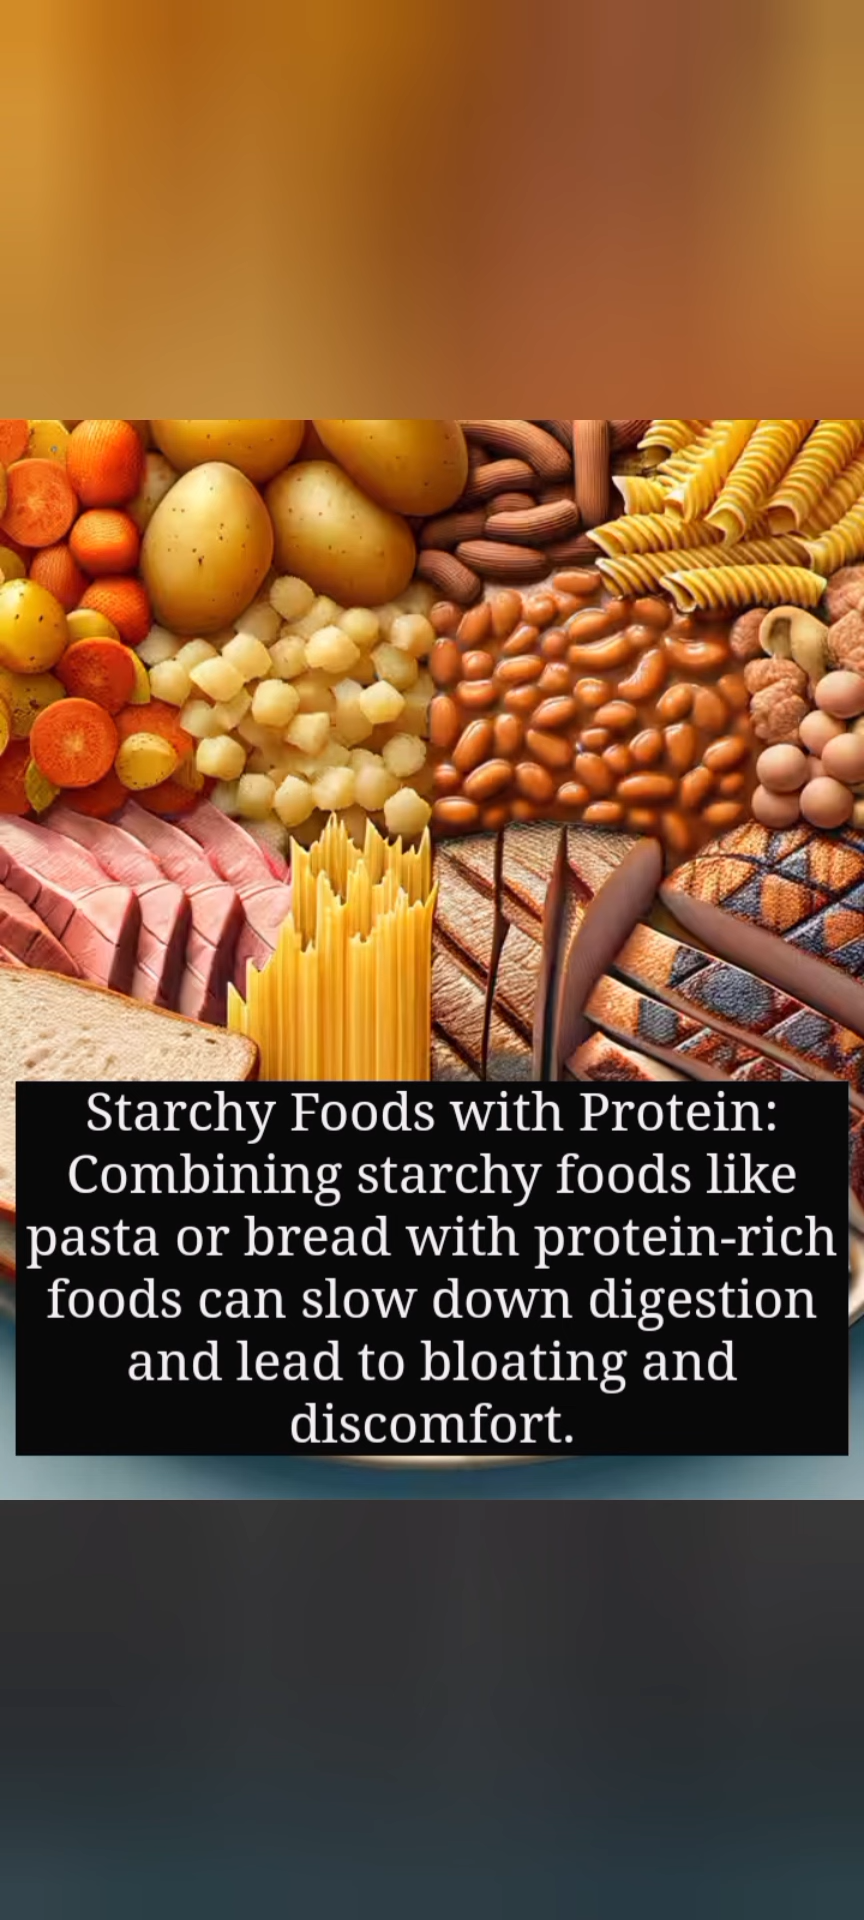 Starchy Foods with Protein:
Combining starchy foods like
pasta or bread with protein-rich
foods can slow down digestion
and lead to bloating and
discomfort.